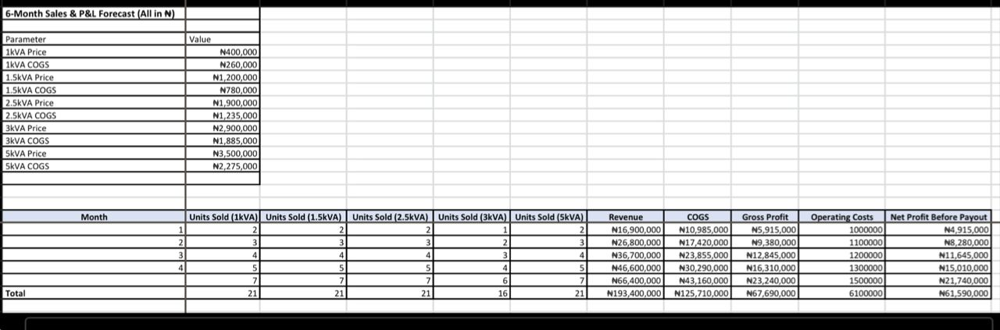 6-Month Sales & P&L Forecast (All in ₦)
Parameter Value
1kVA Price ₦400,000
1kVA COGS ₦260,000
1.5kVA Price ₦1,200,000
1.5kVA COGS ₦780,000
2.5kVA Price ₦1,900,000
2.5kVA COGS ₦1,235,000
3kVA Price ₦2,900,000
3kVA COGS ₦1,885,000
5kVA Price ₦3,500,000
5kVA COGS ₦2,275,000
Month Units Sold (1kVA) Units Sold (1.5kVA) Units Sold (2.5kVA) Units Sold (3kVA) Units Sold (5kVA) Revenue COGS Gross Profit Operating Costs Net Profit Before Payout
1 2 2 2 1 2 ₦16,900,000 ₦10,985,000 ₦5,915,000 1000000 ₦4,915,000
2 3 3 3 2 3 ₦26,800,000 ₦17,420,000 ₦9,380,000 1100000 ₦8,280,000
3 4 4 4 3 4 ₦36,700,000 ₦23,855,000 ₦12,845,000 1200000 ₦11,645,000
4 5 5 5 4 5 ₦46,600,000 ₦30,290,000 ₦16,310,000 1300000 ₦15,010,000
7 7 7 6 7 ₦66,400,000 ₦43,160,000 ₦23,240,000 1500000 ₦21,740,000
Total 21 21 21 16 21 ₦193,400,000 ₦125,710,000 ₦67,690,000 6100000 ₦61,590,000